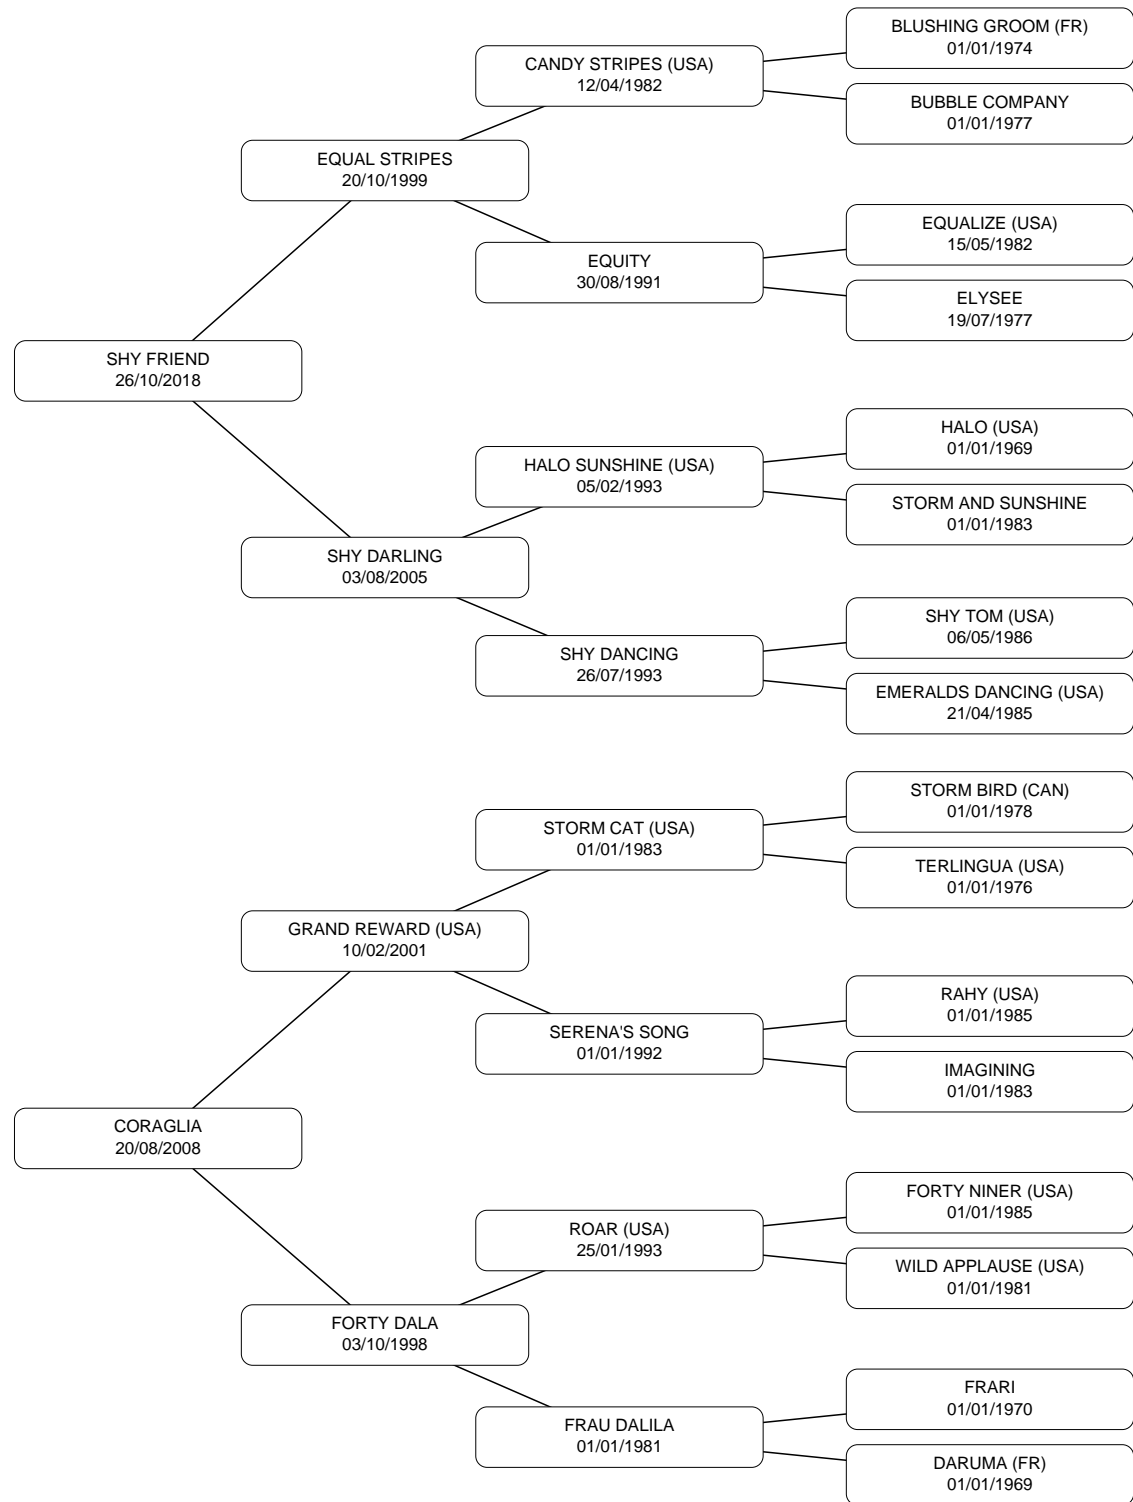 BLUSHING GROOM (FR)
01/01/1974
CANDY STRIPES (USA)
12/04/1982
BUBBLE COMPANY
01/01/1977
EQUAL STRIPES
20/10/1999
EQUALIZE (USA)
15/05/1982
EQUITY
30/08/1991
ELYSEE
19/07/1977
SHY FRIEND
26/10/2018
HALO (USA)
01/01/1969
HALO SUNSHINE (USA)
05/02/1993
STORM AND SUNSHINE
01/01/1983
SHY DARLING
03/08/2005
SHY TOM (USA)
06/05/1986
SHY DANCING
26/07/1993
EMERALDS DANCING (USA)
21/04/1985
STORM BIRD (CAN)
01/01/1978
STORM CAT (USA)
01/01/1983
TERLINGUA (USA)
01/01/1976
GRAND REWARD (USA)
10/02/2001
RAHY (USA)
01/01/1985
SERENA'S SONG
01/01/1992
IMAGINING
01/01/1983
CORAGLIA
20/08/2008
FORTY NINER (USA)
01/01/1985
ROAR (USA)
25/01/1993
WILD APPLAUSE (USA)
01/01/1981
FORTY DALA
03/10/1998
FRARI
01/01/1970
FRAU DALILA
01/01/1981
DARUMA (FR)
01/01/1969